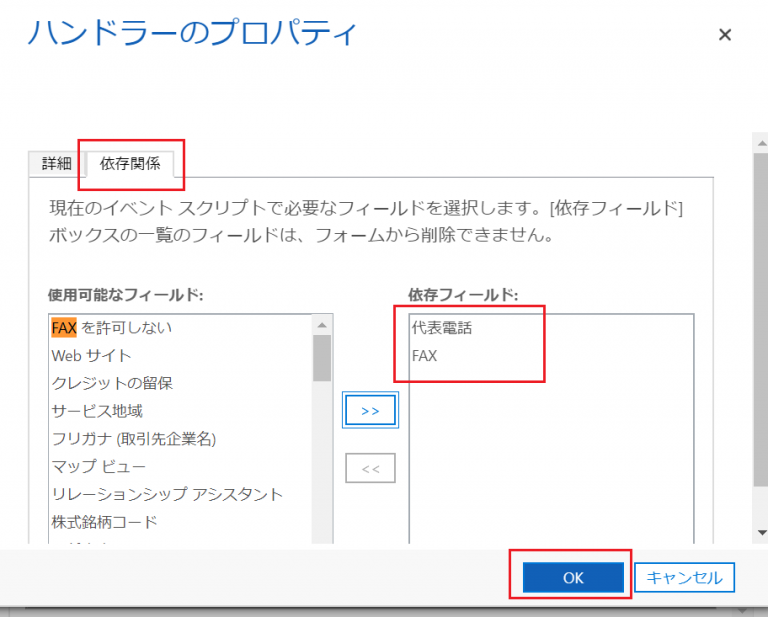 ハンドラーのプロパティ
詳細
依存関係
現在のイベント スクリプトで必要なフィールドを選択します。[依存フィールド]
ボックスの一覧のフィールドは、フォームから削除できません。
使用可能なフィールド:
FAX を許可しない
Web サイト
クレジットの留保
サービス地域
フリガナ (取引先企業名)
マップ ビュー
リレーションシップ アシスタント
株式銘柄コード
>>
<<
依存フィールド:
代表電話
FAX
OK
キャンセル